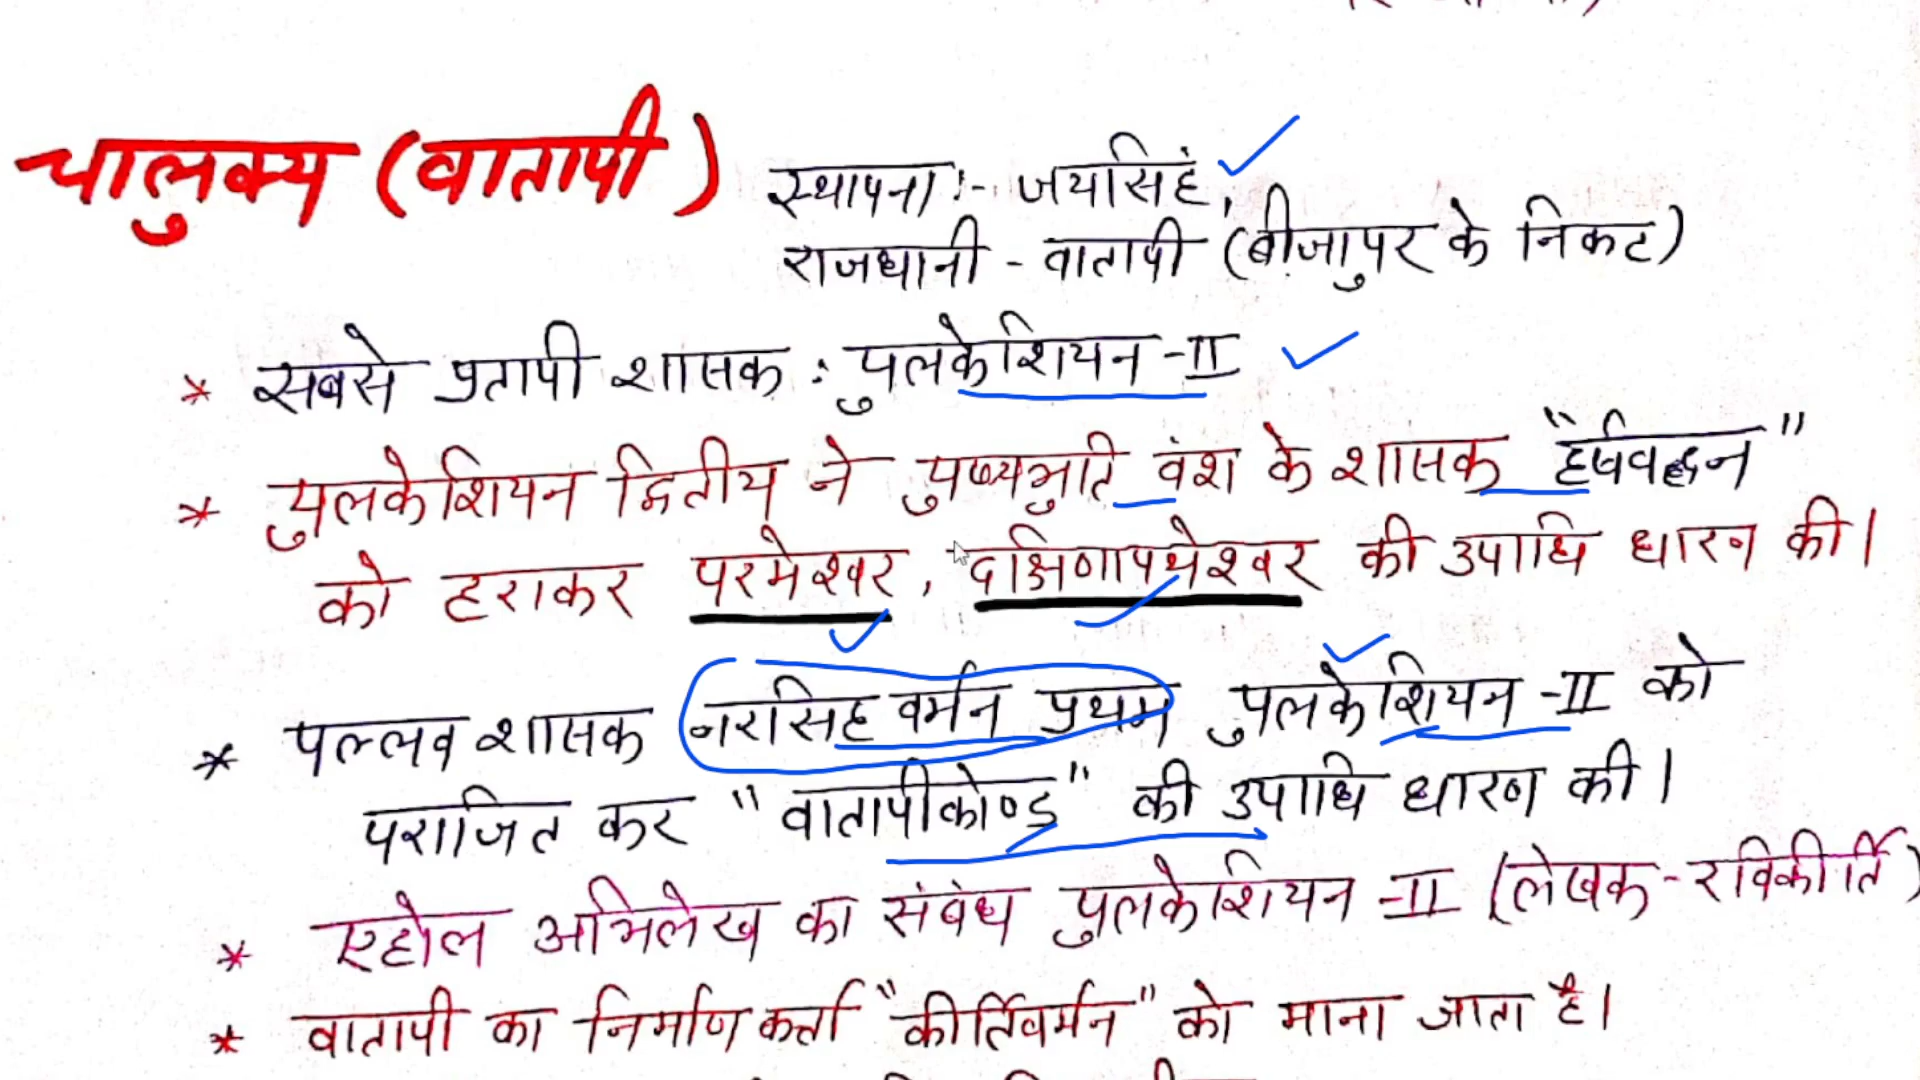 चालुक्य (वातापी)
स्थापना :- जयसिंह,
राजधानी - वातापी (बीजापुर के निकट)
* सबसे प्रतापी शासक : पुलकेशियन -II
* पुलकेशियन द्वितीय ने पुष्यभुति वंश के शासक "हर्षवर्द्धन"
को हराकर परमेश्वर, दक्षिणापथेश्वर की उपाधि धारन की।
* पल्लव शासक नरसिंह वर्मन प्रथम पुलकेशियन -II को
पराजित कर "वातापीकोण्ड" की उपाधि धारण की।
* एहोल अभिलेख का संबंध पुलकेशियन -II (लेखक - रविकीर्ति)
* वातापी का निर्माण कर्ता "कीर्तिवर्मन" को माना जाता है।